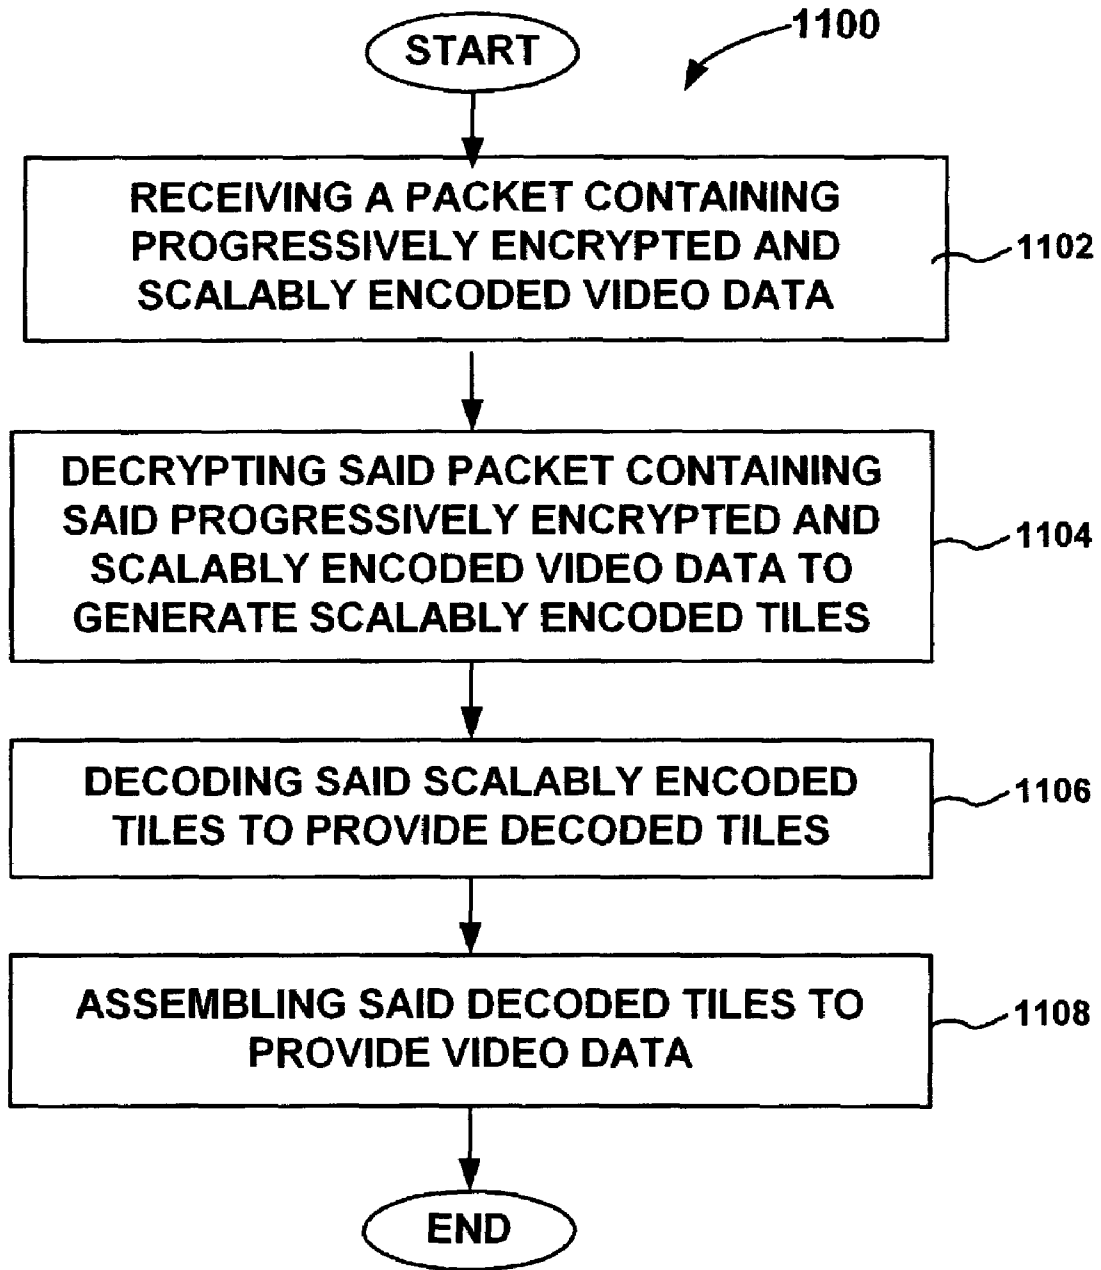 START
1100
RECEIVING A PACKET CONTAINING
PROGRESSIVELY ENCRYPTED AND
SCALABLY ENCODED VIDEO DATA
1102
DECRYPTING SAID PACKET CONTAINING
SAID PROGRESSIVELY ENCRYPTED AND
SCALABLY ENCODED VIDEO DATA TO
GENERATE SCALABLY ENCODED TILES
1104
DECODING SAID SCALABLY ENCODED
TILES TO PROVIDE DECODED TILES
1106
ASSEMBLING SAID DECODED TILES TO
PROVIDE VIDEO DATA
1108
END